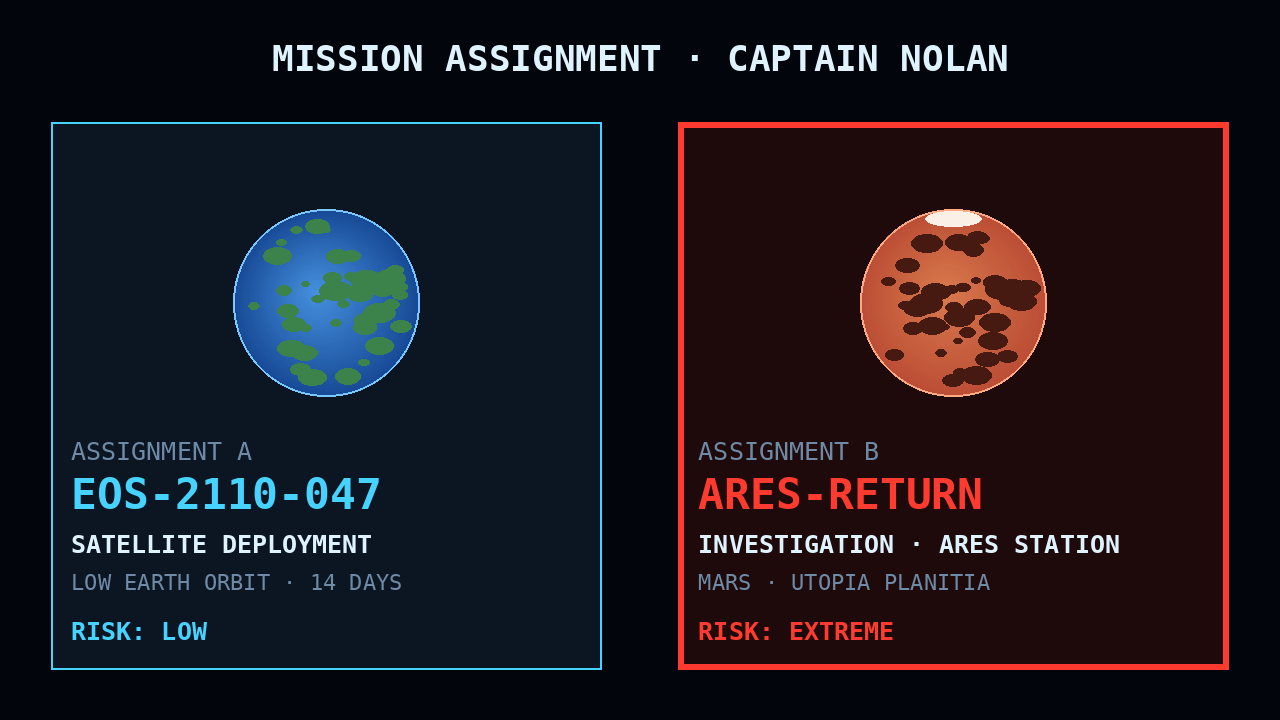 MISSION ASSIGNMENT · CAPTAIN NOLAN
ASSIGNMENT A
EOS-2110-047
SATELLITE DEPLOYMENT
LOW EARTH ORBIT · 14 DAYS
RISK: LOW
ASSIGNMENT B
ARES-RETURN
INVESTIGATION · ARES STATION
MARS · UTOPIA PLANITIA
RISK: EXTREME